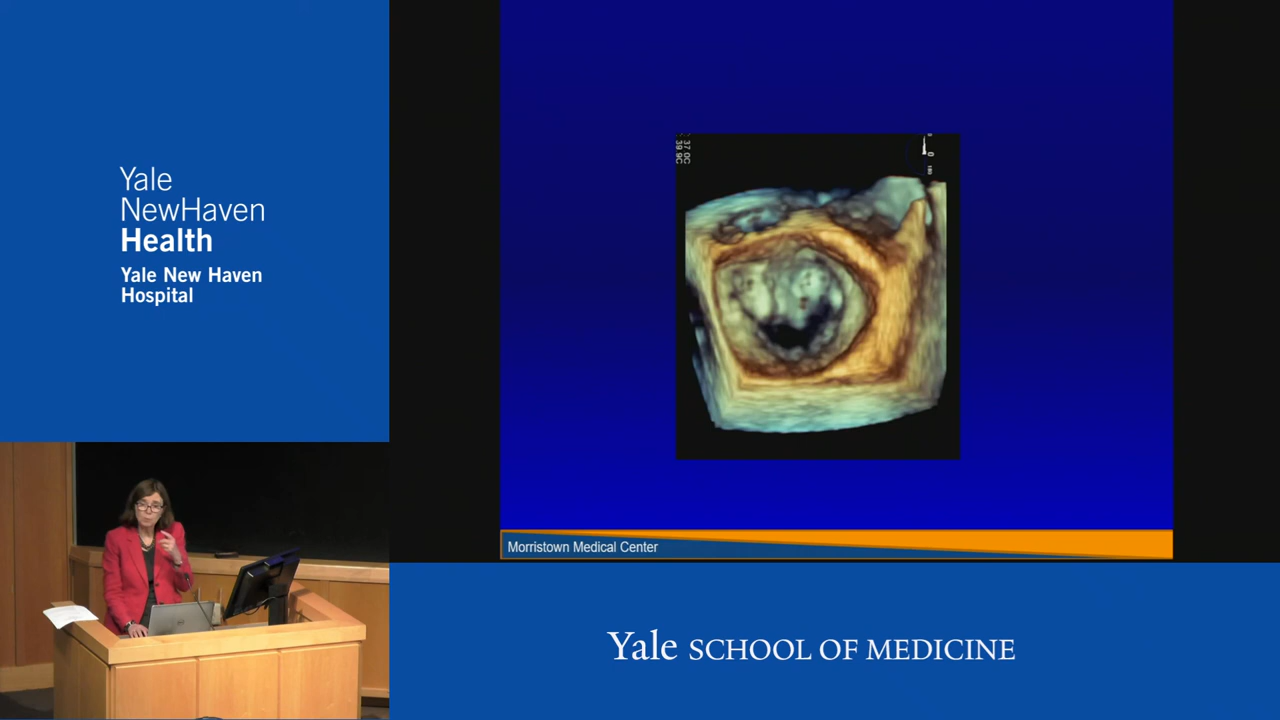 Yale
NewHaven
Health
Yale New Haven
Hospital
Morristown Medical Center
Yale SCHOOL OF MEDICINE